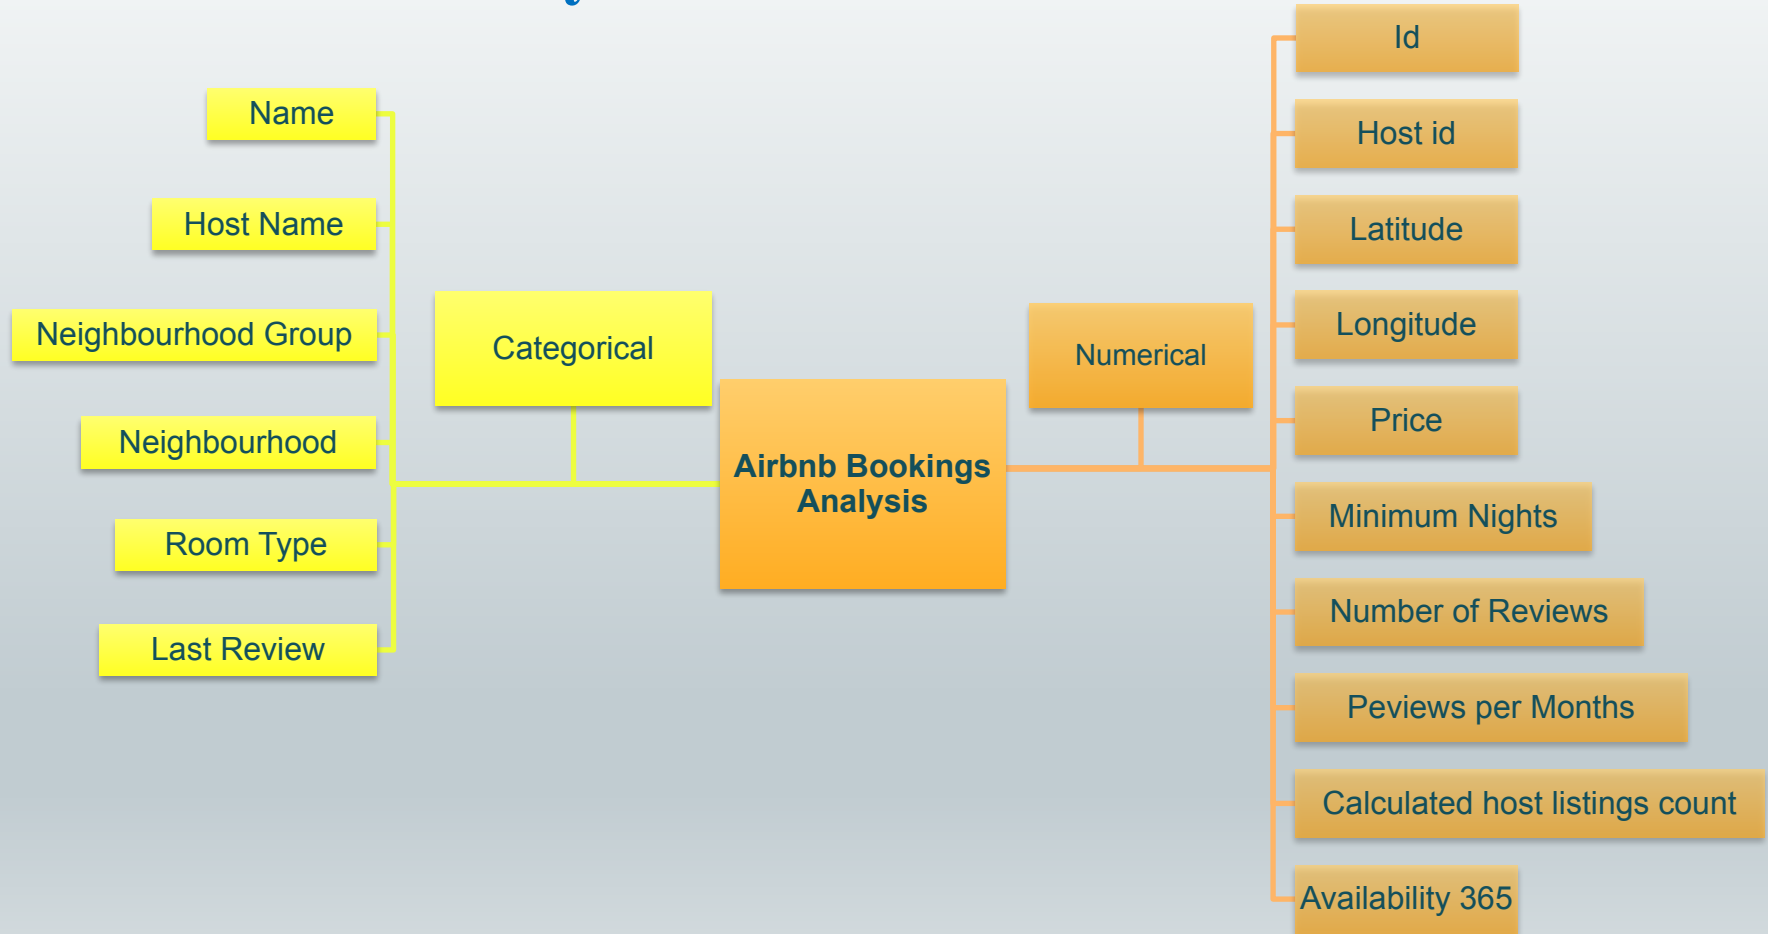 Name
Host Name
Neighbourhood Group
Neighbourhood
Room Type
Last Review
Categorical
Airbnb Bookings
Analysis
Numerical
Id
Host id
Latitude
Longitude
Price
Minimum Nights
Number of Reviews
Peviews per Months
Calculated host listings count
Availability 365